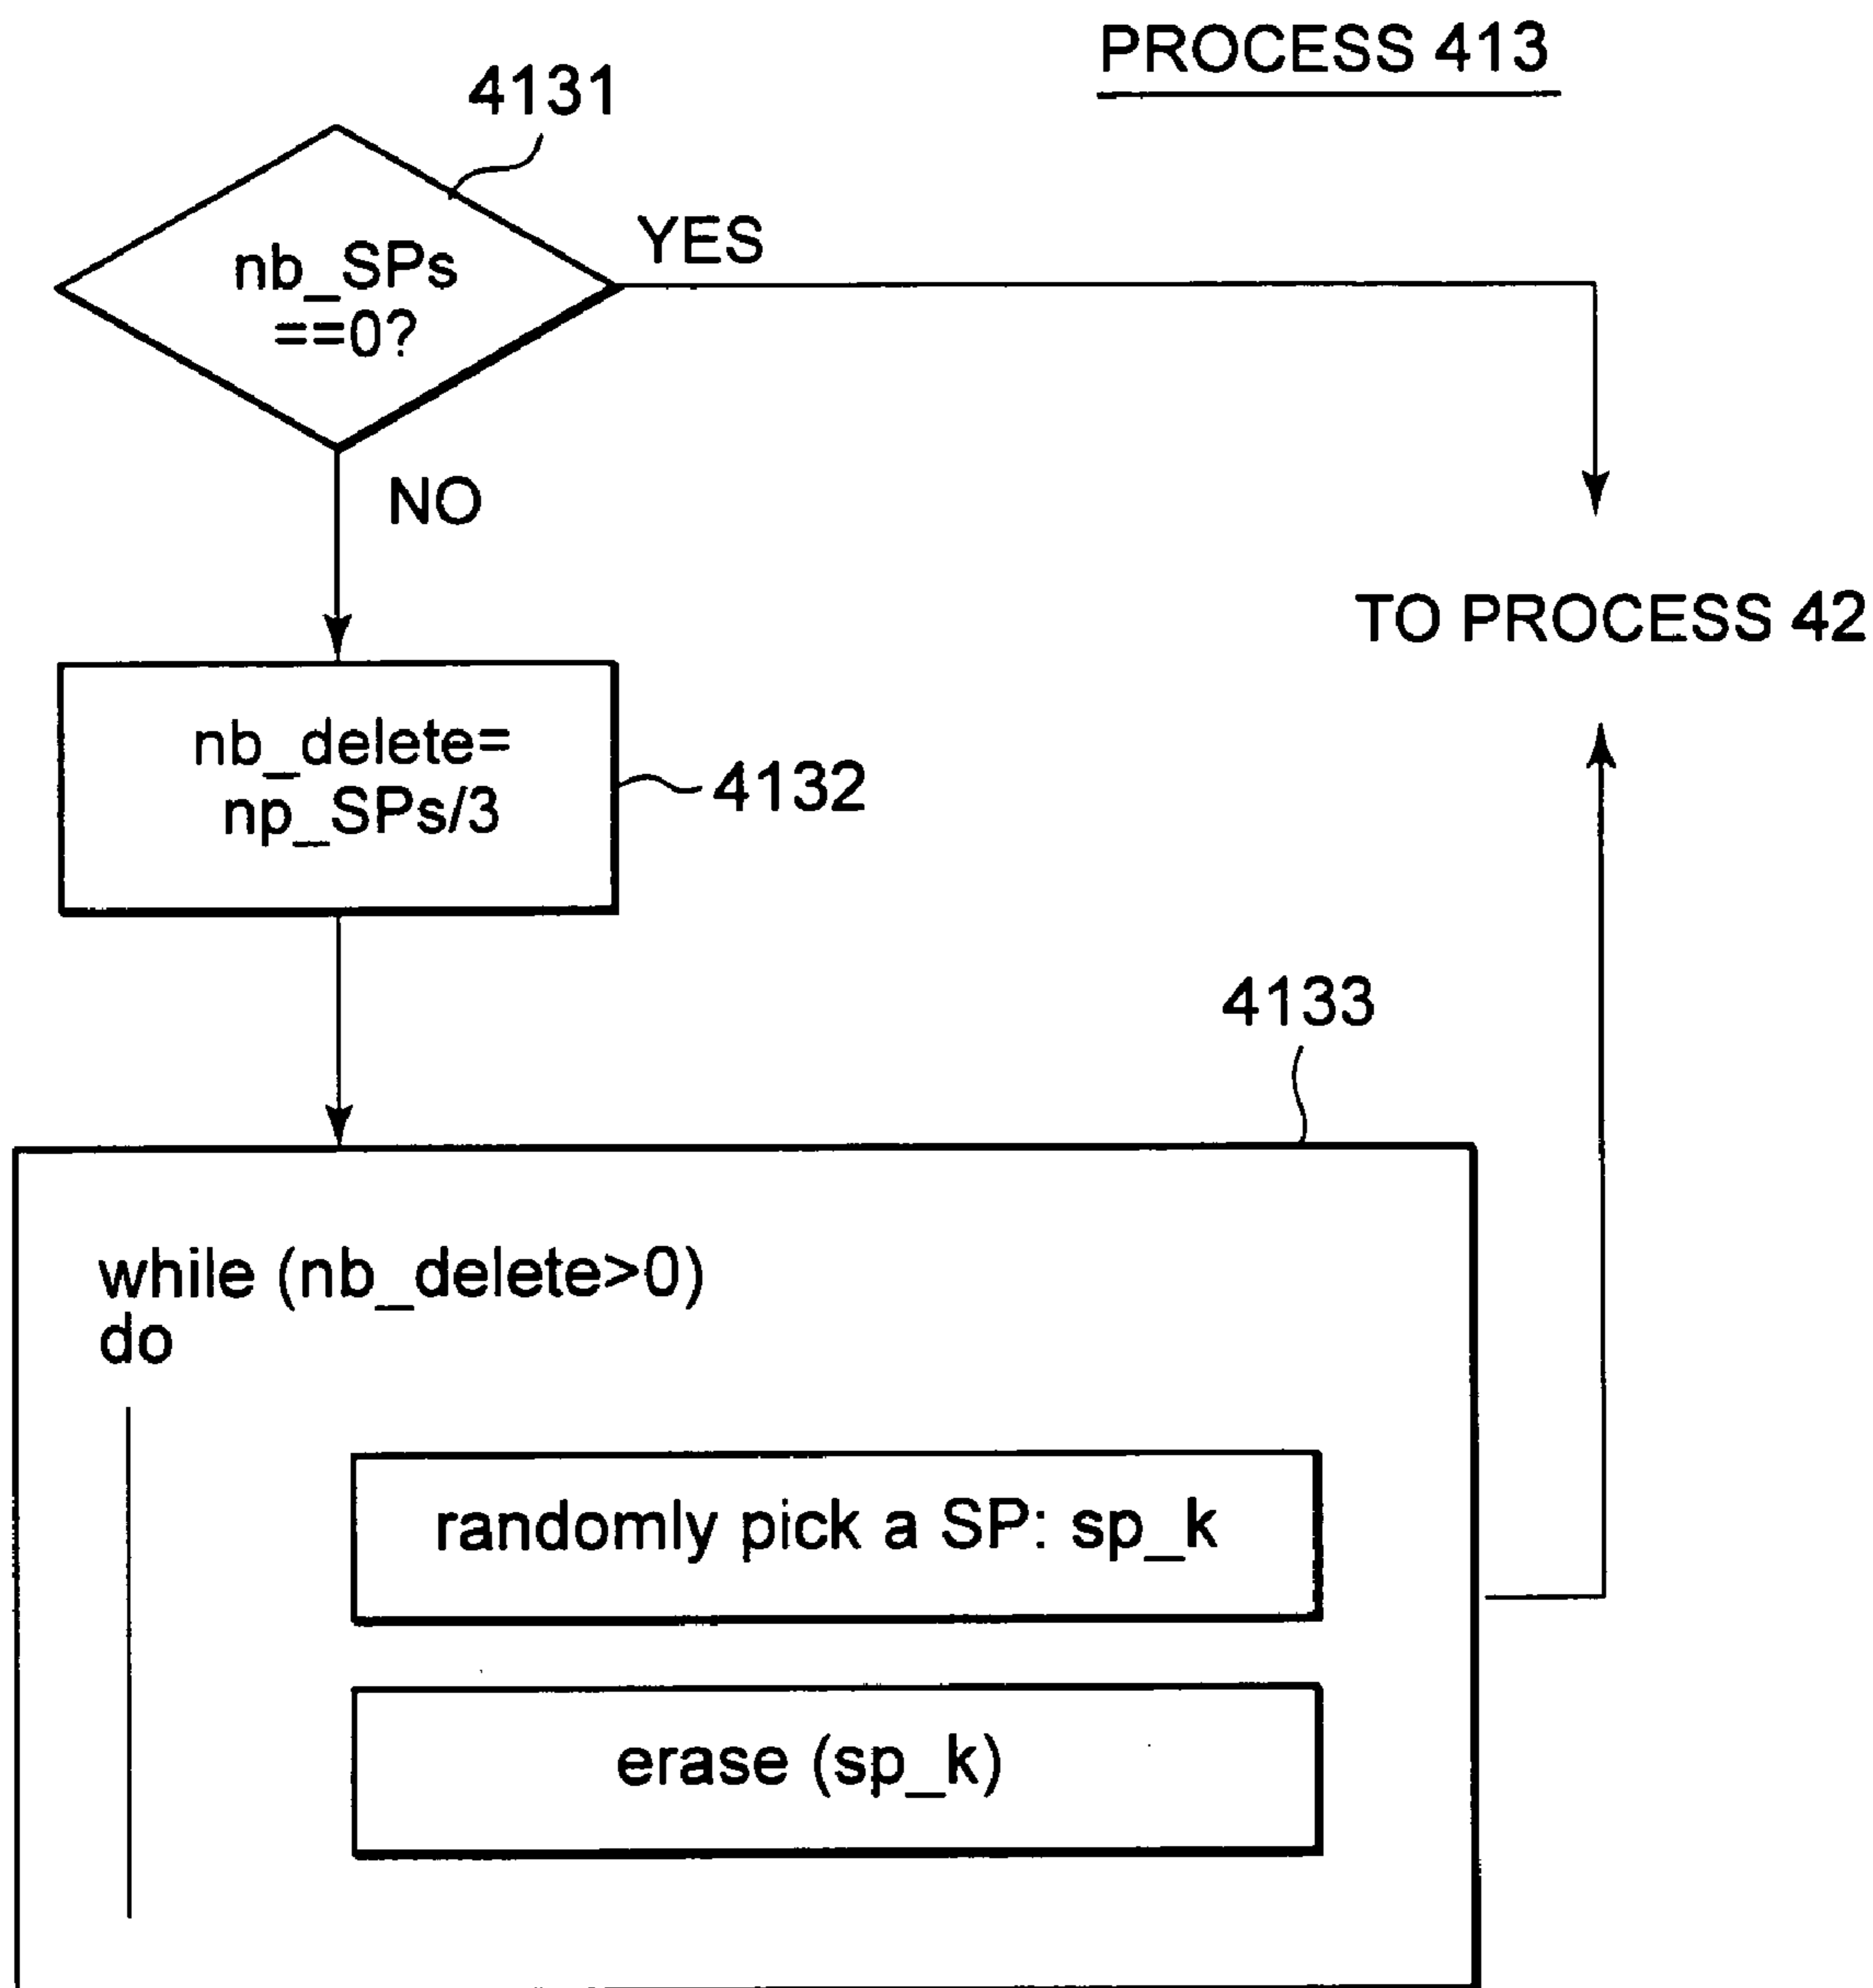 PROCESS 413
4131
nb_SPs
==0?
YES
NO
TO PROCESS 42
nb_delete=
np_SPs/3
4132
4133
while (nb_delete>0)
do
randomly pick a SP: sp_k
erase (sp_k)